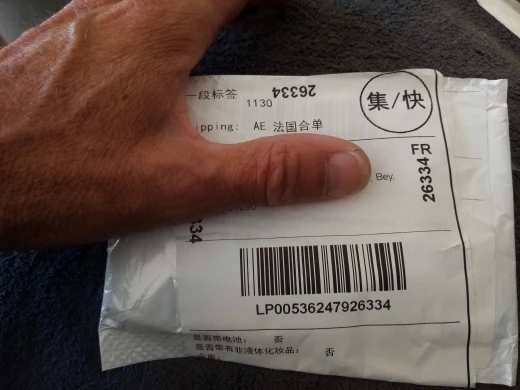 一段标签
1130
26334
集/快
ipping: AE 法国合单
FR
26334
, Bey,
34
LP00536247926334
是否带电池: 否
是否带有非液体化妆品: 否